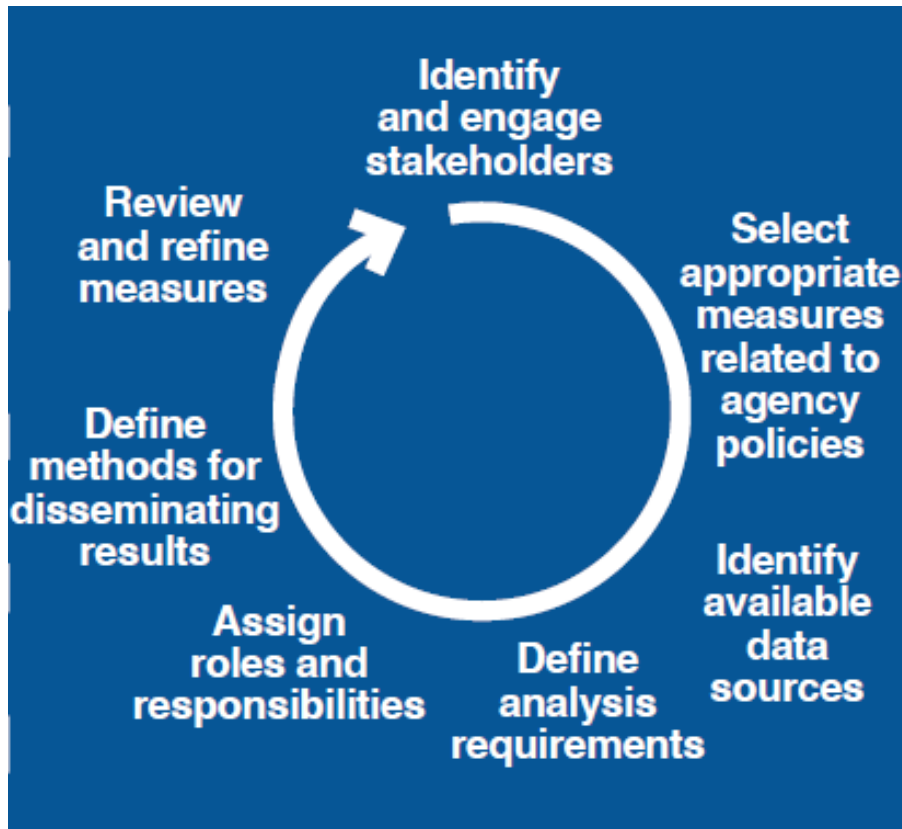 Identify
and engage
stakeholders
Select
appropriate
measures
related to
agency
policies
Identify
available
data
sources
Define
analysis
requirements
Assign
roles and
responsibilities
Define
methods for
disseminating
results
Review
and refine
measures